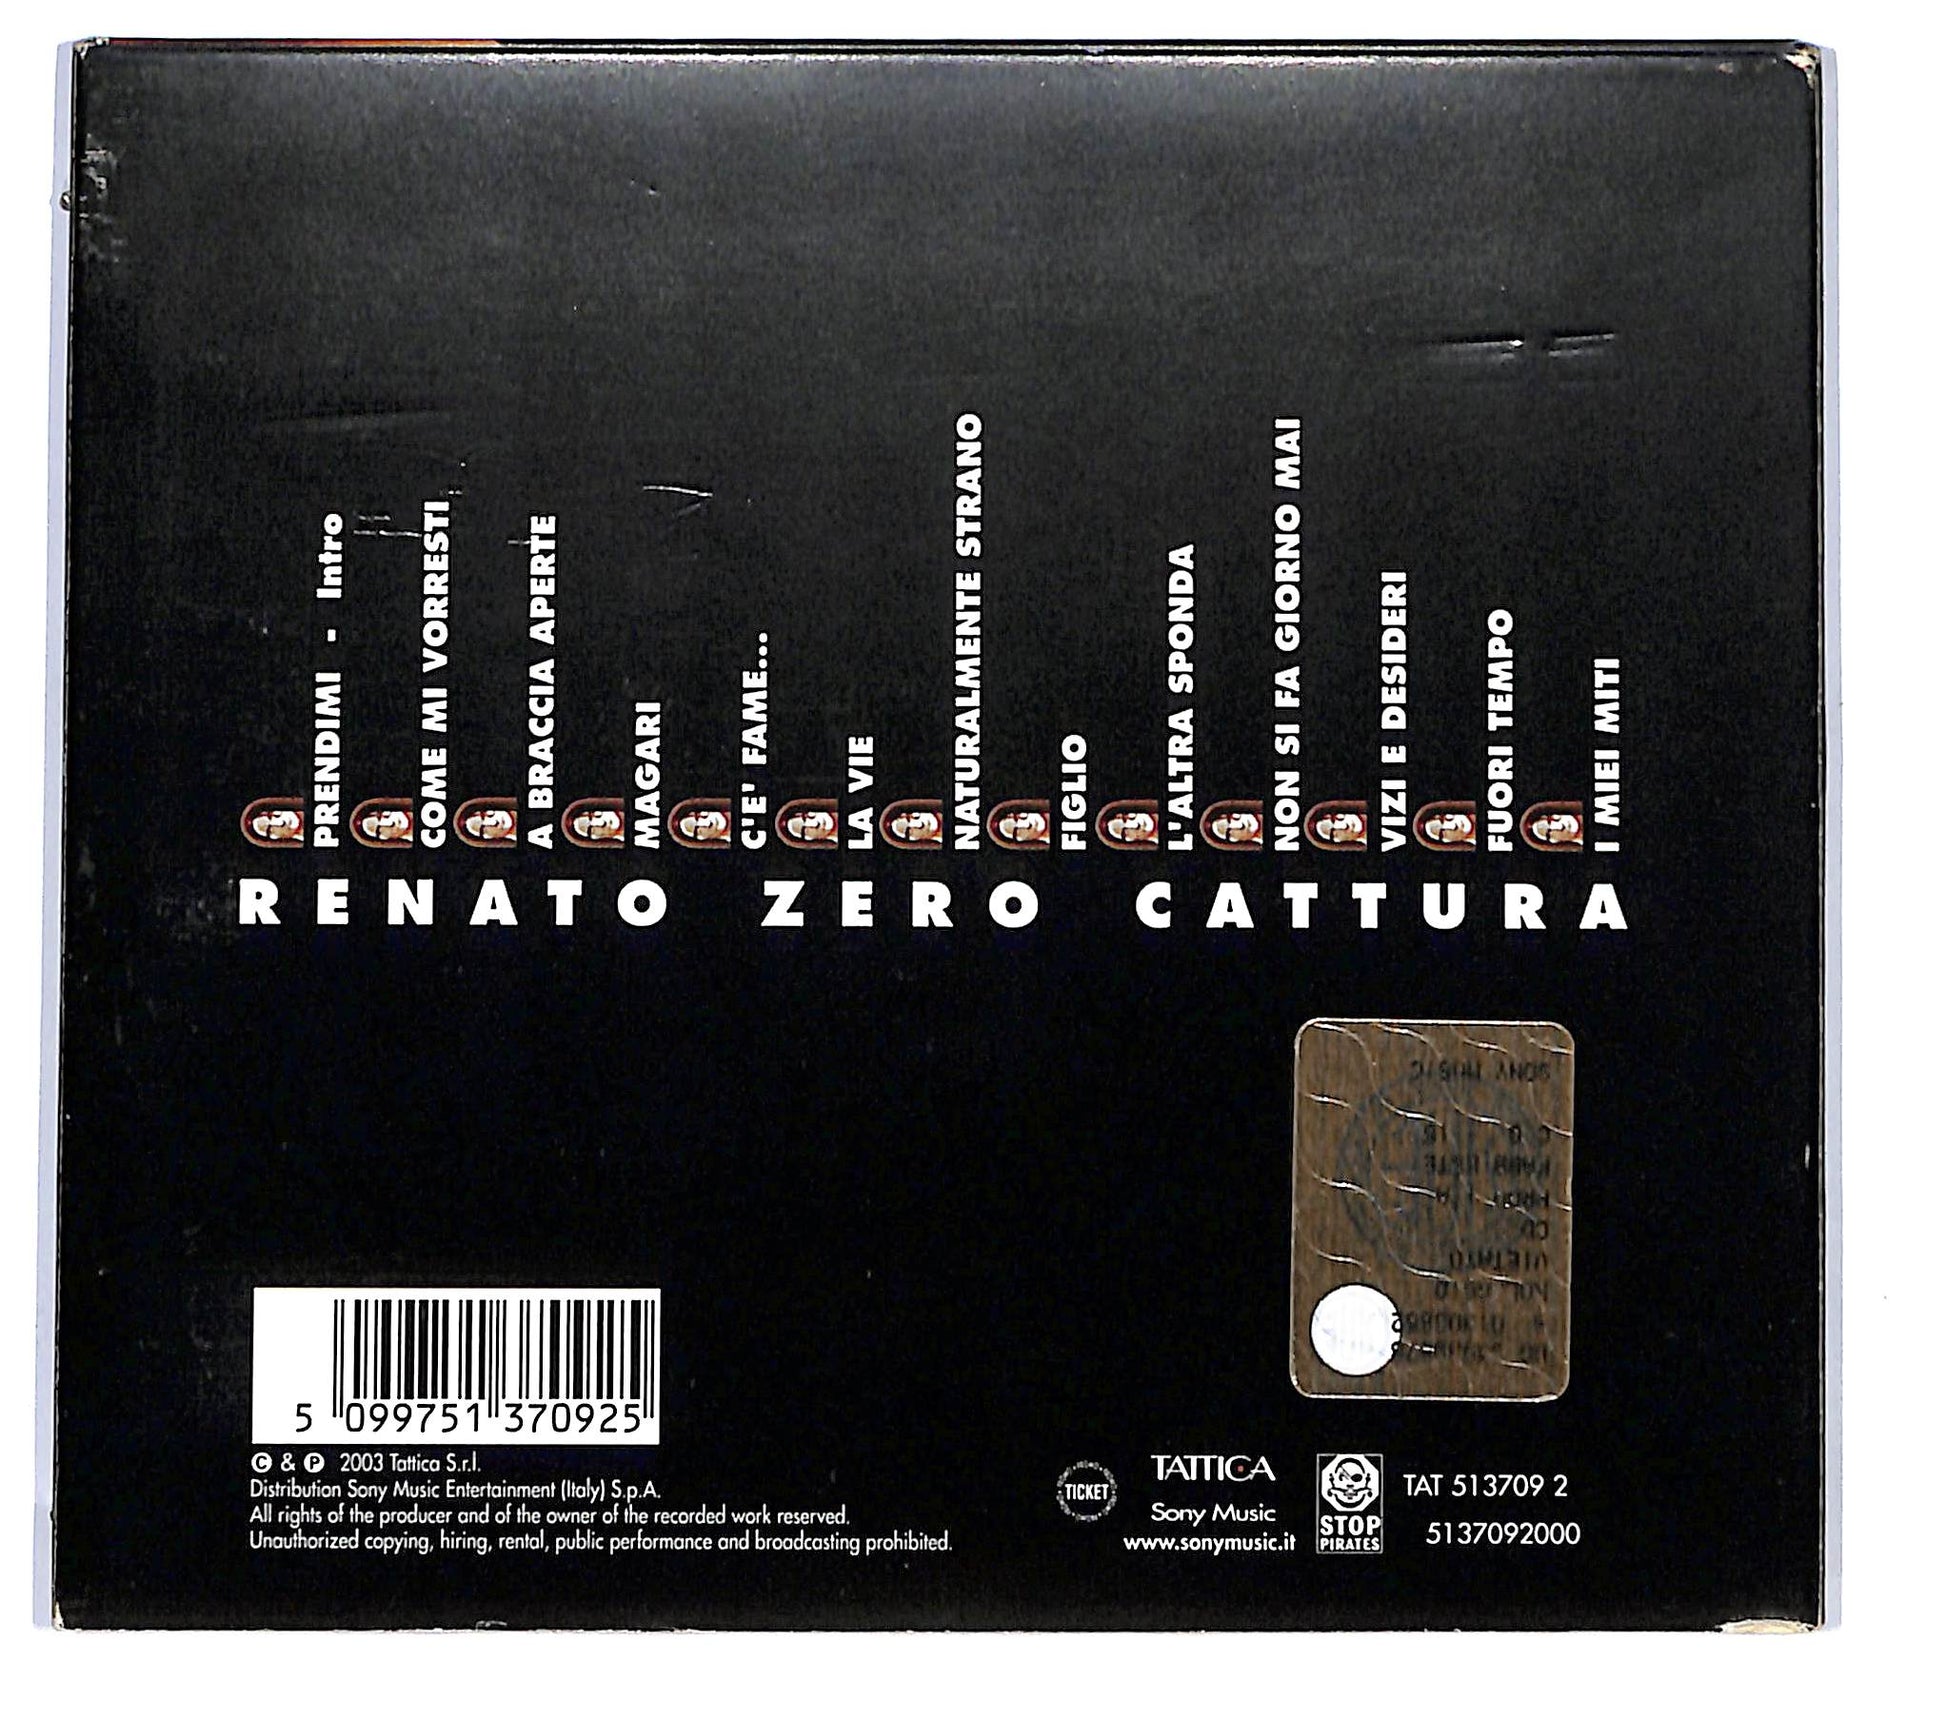 PRENDIMI - Intro
COME MI VORRESTI
A BRACCIA APERTE
MAGARI
C'E' FAME...
LA VIE
NATURALMENTE STRANO
FIGLIO
L'ALTRA SPONDA
NON SI FA GIORNO MAI
VIZI E DESIDERI
FUORI TEMPO
I MIEI MITI
RENATO ZERO CATTURA
SONY MUSIC
CD
VIETATO
5 099751 370925
© & ℗ 2003 Tattica S.r.l.
Distribution Sony Music Entertainment (Italy) S.p.A.
All rights of the producer and of the owner of the recorded work reserved.
Unauthorized copying, hiring, rental, public performance and broadcasting prohibited.
TICKET
TATTICA
Sony Music
www.sonymusic.it
STOP
PIRATES
TAT 513709 2
5137092000